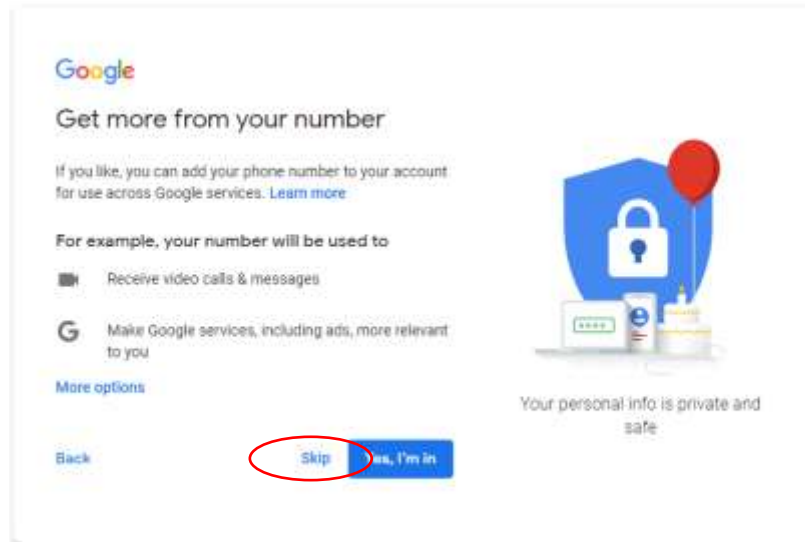 Google
Get more from your number
If you like, you can add your phone number to your account
for use across Google services. Learn more
For example, your number will be used to
Receive video calls & messages
G Make Google services, including ads, more relevant
to you
More options
Your personal info is private and
safe
Back Skip Yes, I'm in